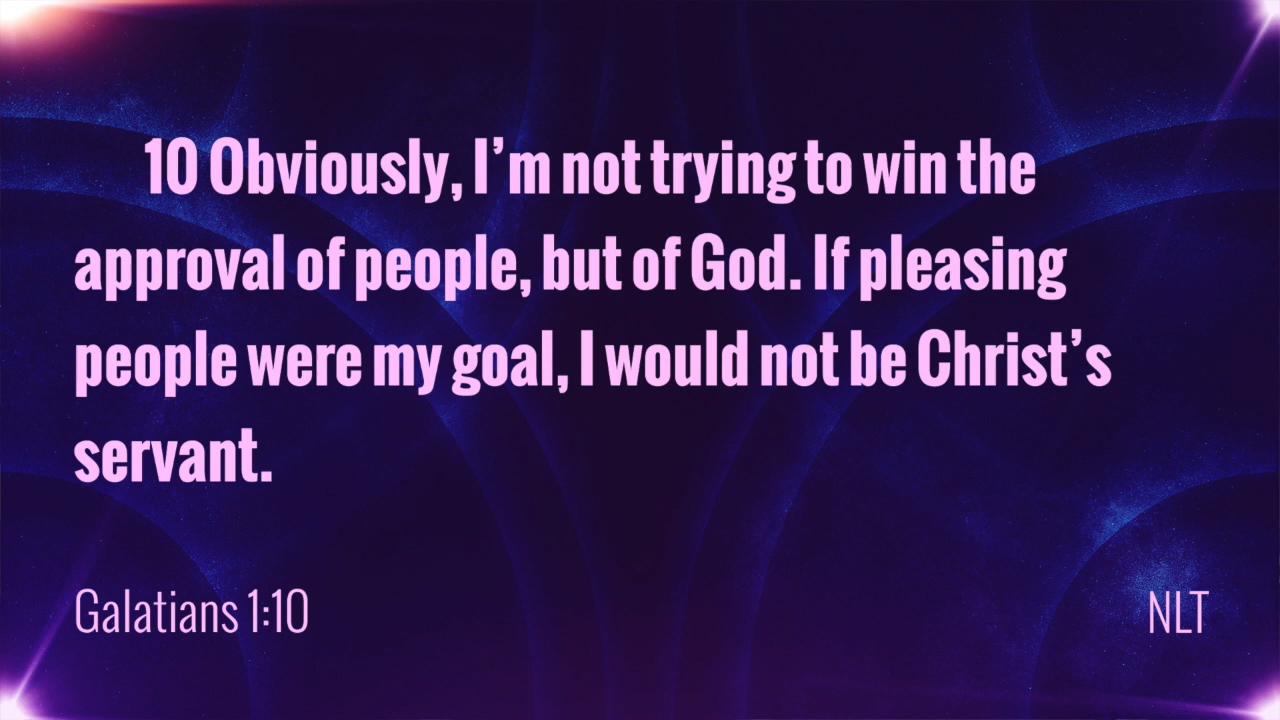 10 Obviously, I’m not trying to win the
approval of people, but of God. If pleasing
people were my goal, I would not be Christ’s
servant.
Galatians 1:10
NLT